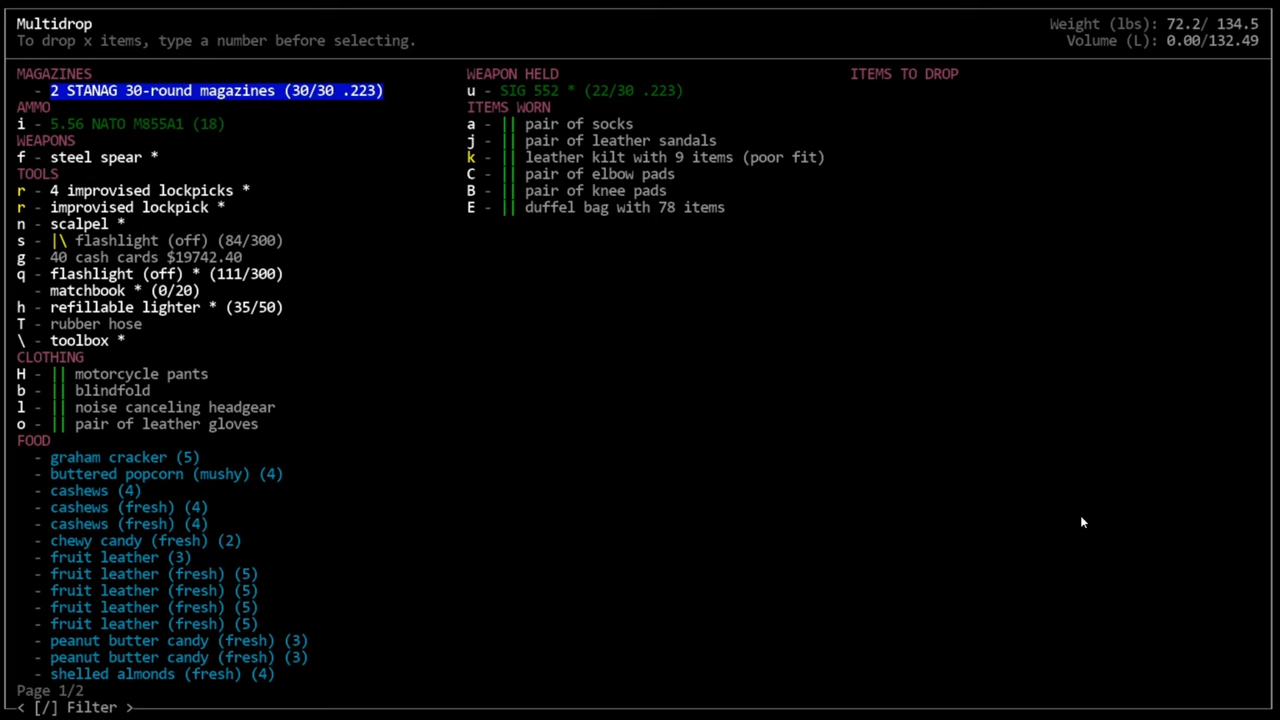 Multidrop
Weight (lbs): 72.2/ 134.5
To drop x items, type a number before selecting.
Volume (L): 0.00/132.49
MAGAZINES
- 2 STANAG 30-round magazines (30/30 .223)
AMMO
i - 5.56 NATO M855A1 (18)
WEAPONS
f - steel spear *
TOOLS
r - 4 improvised lockpicks *
r - improvised lockpick *
n - scalpel *
s - |\ flashlight (off) (84/300)
g - 40 cash cards $19742.40
q - flashlight (off) * (111/300)
- matchbook * (0/20)
h - refillable lighter * (35/50)
T - rubber hose
\ - toolbox *
CLOTHING
H - || motorcycle pants
b - || blindfold
l - || noise canceling headgear
o - || pair of leather gloves
FOOD
- graham cracker (5)
- buttered popcorn (mushy) (4)
- cashews (4)
- cashews (fresh) (4)
- cashews (fresh) (4)
- chewy candy (fresh) (2)
- fruit leather (3)
- fruit leather (fresh) (5)
- fruit leather (fresh) (5)
- fruit leather (fresh) (5)
- fruit leather (fresh) (5)
- peanut butter candy (fresh) (3)
- peanut butter candy (fresh) (3)
- shelled almonds (fresh) (4)
WEAPON HELD
u - SIG 552 * (22/30 .223)
ITEMS WORN
a - || pair of socks
j - || pair of leather sandals
k - || leather kilt with 9 items (poor fit)
C - || pair of elbow pads
B - || pair of knee pads
E - || duffel bag with 78 items
ITEMS TO DROP
Page 1/2
< [/] Filter >